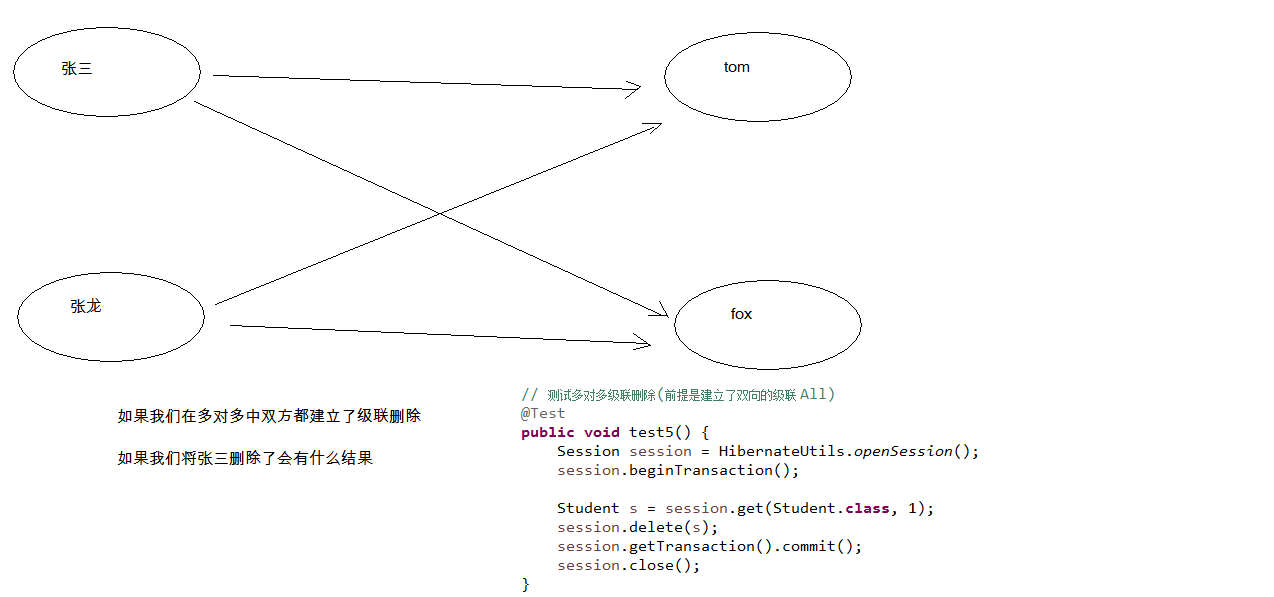 张三
tom
张龙
fox
如果我们在多对多中双方都建立了级联删除
如果我们将张三删除了会有什么结果
// 测试多对多级联删除(前提是建立了双向的级联All)
@Test
public void test5() {
    Session session = HibernateUtils.openSession();
    session.beginTransaction();
    Student s = session.get(Student.class, 1);
    session.delete(s);
    session.getTransaction().commit();
    session.close();
}